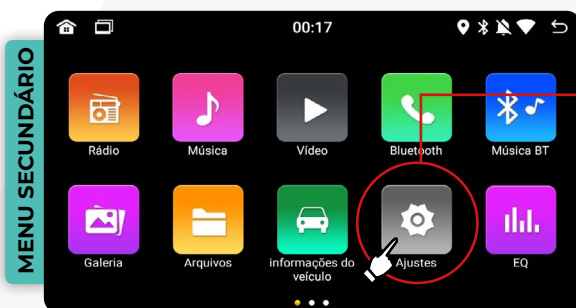 MENU SECUNDÁRIO
00:17
Rádio
Música
Vídeo
Bluetooth
Música BT
Galeria
Arquivos
informações do
veículo
Ajustes
EQ